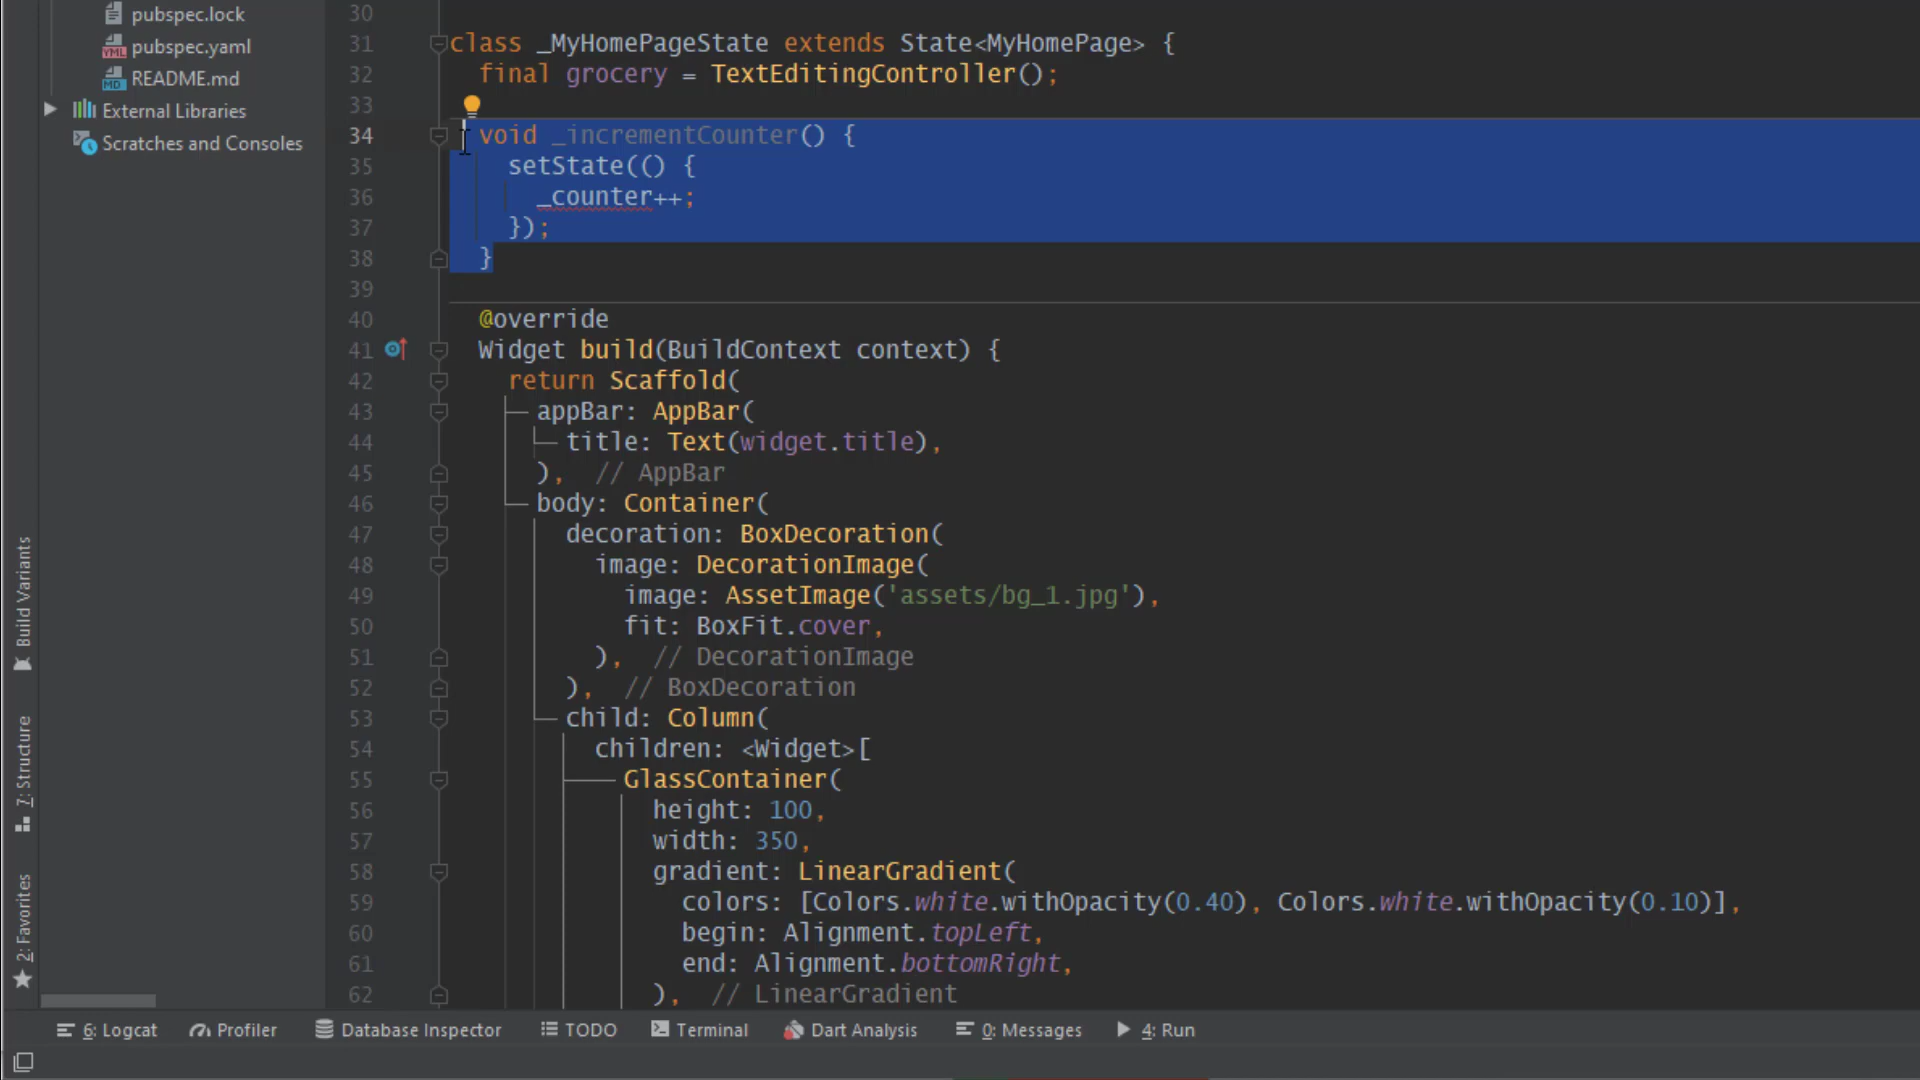 pubspec.lock
pubspec.yaml
README.md
External Libraries
Scratches and Consoles
Build Variants
7: Structure
2: Favorites
30
31 class _MyHomePageState extends State<MyHomePage> {
32 final grocery = TextEditingController();
33
34 void _incrementCounter() {
35 setState(() {
36 _counter++;
37 });
38 }
39
40 @override
41 Widget build(BuildContext context) {
42 return Scaffold(
43 appBar: AppBar(
44 title: Text(widget.title),
45 ), // AppBar
46 body: Container(
47 decoration: BoxDecoration(
48 image: DecorationImage(
49 image: AssetImage('assets/bg_1.jpg'),
50 fit: BoxFit.cover,
51 ), // DecorationImage
52 ), // BoxDecoration
53 child: Column(
54 children: <Widget>[
55 GlassContainer(
56 height: 100,
57 width: 350,
58 gradient: LinearGradient(
59 colors: [Colors.white.withOpacity(0.40), Colors.white.withOpacity(0.10)],
60 begin: Alignment.topLeft,
61 end: Alignment.bottomRight,
62 ), // LinearGradient
6: Logcat Profiler Database Inspector TODO Terminal Dart Analysis 0: Messages 4: Run